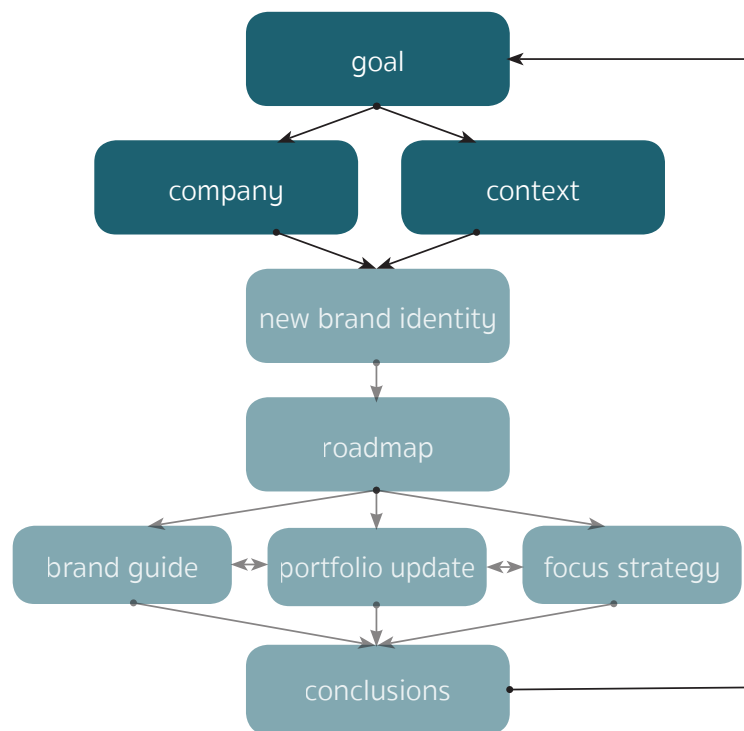 goal
company
context
new brand identity
roadmap
brand guide
portfolio update
focus strategy
conclusions